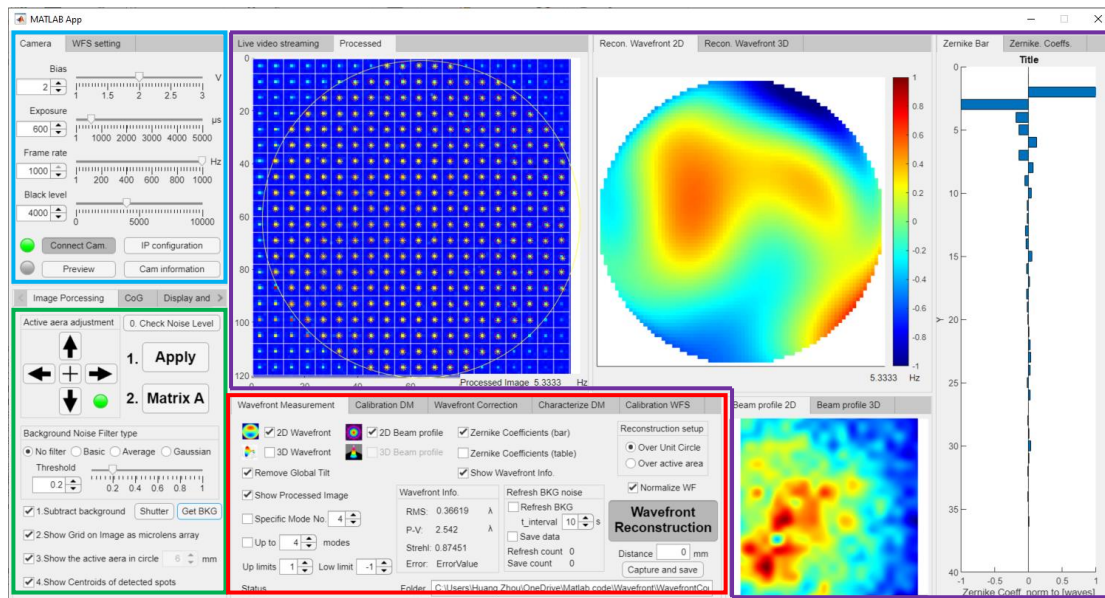 MATLAB App
Camera
WFS setting
Bias
2
V
1 1.5 2 2.5 3
Exposure
600
µs
1 1000 2000 3000 4000 5000
Frame rate
1000
Hz
1 200 400 600 800 1000
Black level
4000
0 5000 10000
Connect Cam.
IP configuration
Preview
Cam information
Image Porcessing
CoG
Display and
Active aera adjustment
0. Check Noise Level
1. Apply
2. Matrix A
Background Noise Filter type
No filter
Basic
Average
Gaussian
Threshold
0.2
0.2 0.4 0.6 0.8 1
1.Subtract background
Shutter
Get BKG
2.Show Grid on Image as microlens array
3.Show the active aera in circle
6
mm
4.Show Centroids of detected spots
Live video streaming
Processed
0
20
40
60
80
100
120
0 20 40 60
Processed Image 5.3333 Hz
Recon. Wavefront 2D
Recon. Wavefront 3D
1
0.8
0.6
0.4
0.2
0
-0.2
-0.4
-0.6
-0.8
-1
5.3333 Hz
Zernike Bar
Zernike. Coeffs.
Title
0
5
10
15
20
25
30
35
40
Y
-1 -0.5 0 0.5 1
Zernike Coeff. norm to [waves]
Wavefront Measurement
Calibration DM
Wavefront Correction
Characterize DM
Calibration WFS
2D Wavefront
2D Beam profile
Zernike Coefficients (bar)
3D Wavefront
3D Beam profile
Zernike Coefficients (table)
Remove Global Tilt
Show Wavefront Info.
Show Processed Image
Specific Mode No. 4
Up to 4 modes
Up limits 1 Low limit -1
Status
Wavefront Info.
RMS: 0.36619 λ
P-V: 2.542 λ
Strehl: 0.87451
Error: ErrorValue
Refresh BKG noise
Refresh BKG
t_interval 10 s
Save data
Refresh count 0
Save count 0
Reconstruction setup
Over Unit Circle
Over active area
Normalize WF
Wavefront
Reconstruction
Distance 0 mm
Capture and save
Folder C:\Users\Huang Zhou\OneDrive\Matlab code\Wavefront\WavefrontCou
Beam profile 2D
Beam profile 3D